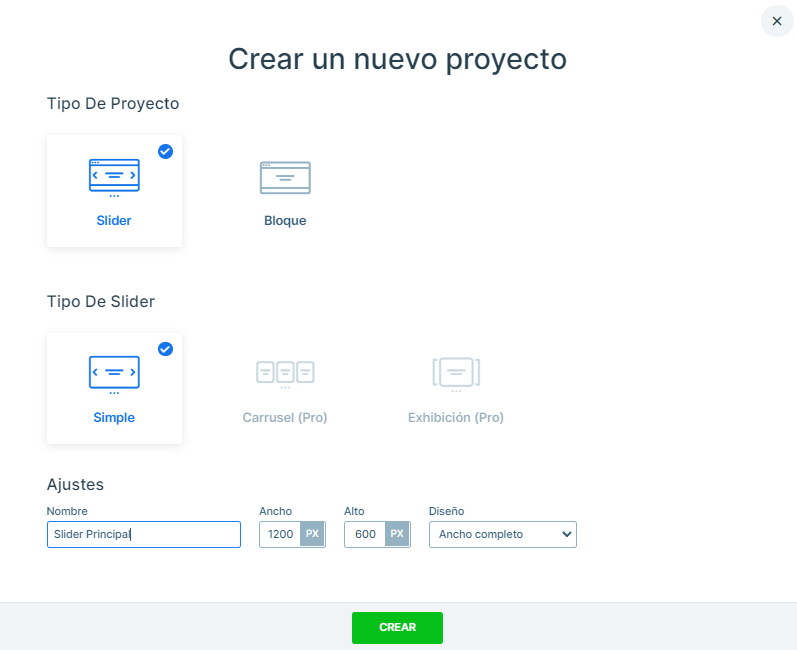 Crear un nuevo proyecto
Tipo De Proyecto
Slider
Bloque
Tipo De Slider
Simple
Carrusel (Pro)
Exhibición (Pro)
Ajustes
Nombre
Ancho
Alto
Diseño
Slider Principal
1200 PX
600 PX
Ancho completo
CREAR